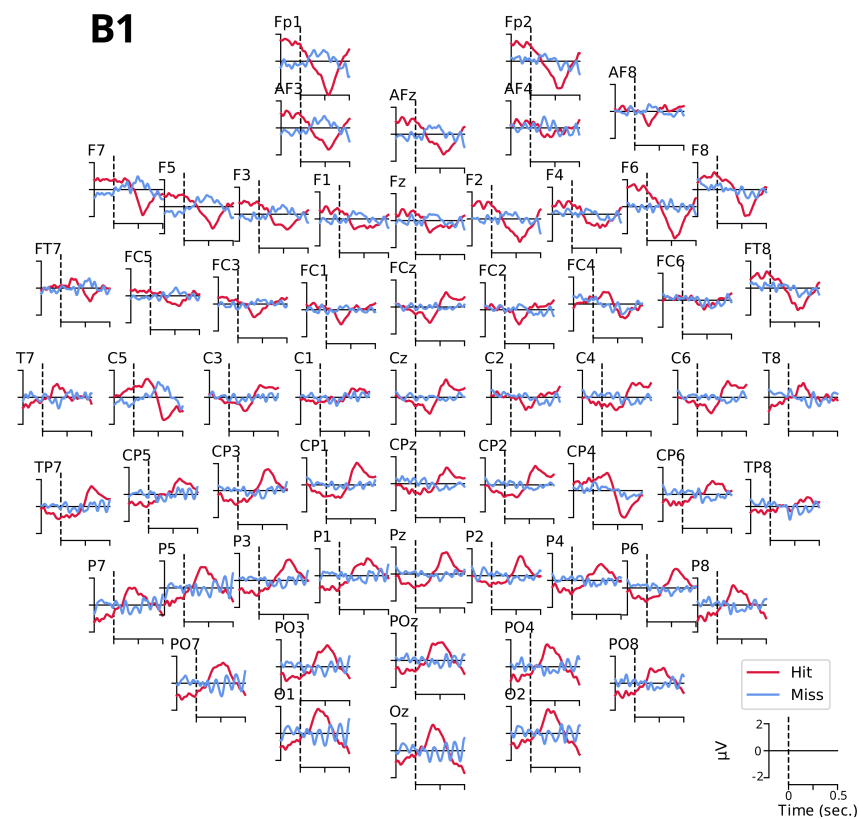 B1
Fp1 Fp2
AF8
AF3 AFz AF4
F7 F5 F3 F1 Fz F2 F4 F6 F8
FT7 FC5 FC3 FC1 FCz FC2 FC4 FC6 FT8
T7 C5 C3 C1 Cz C2 C4 C6 T8
TP7 CP5 CP3 CP1 CPz CP2 CP4 CP6 TP8
P7 P5 P3 P1 Pz P2 P4 P6 P8
PO7 PO3 POz PO4 PO8
O1 Oz O2
Hit
Miss
2
0
-2
µV
0 0.5
Time (sec.)